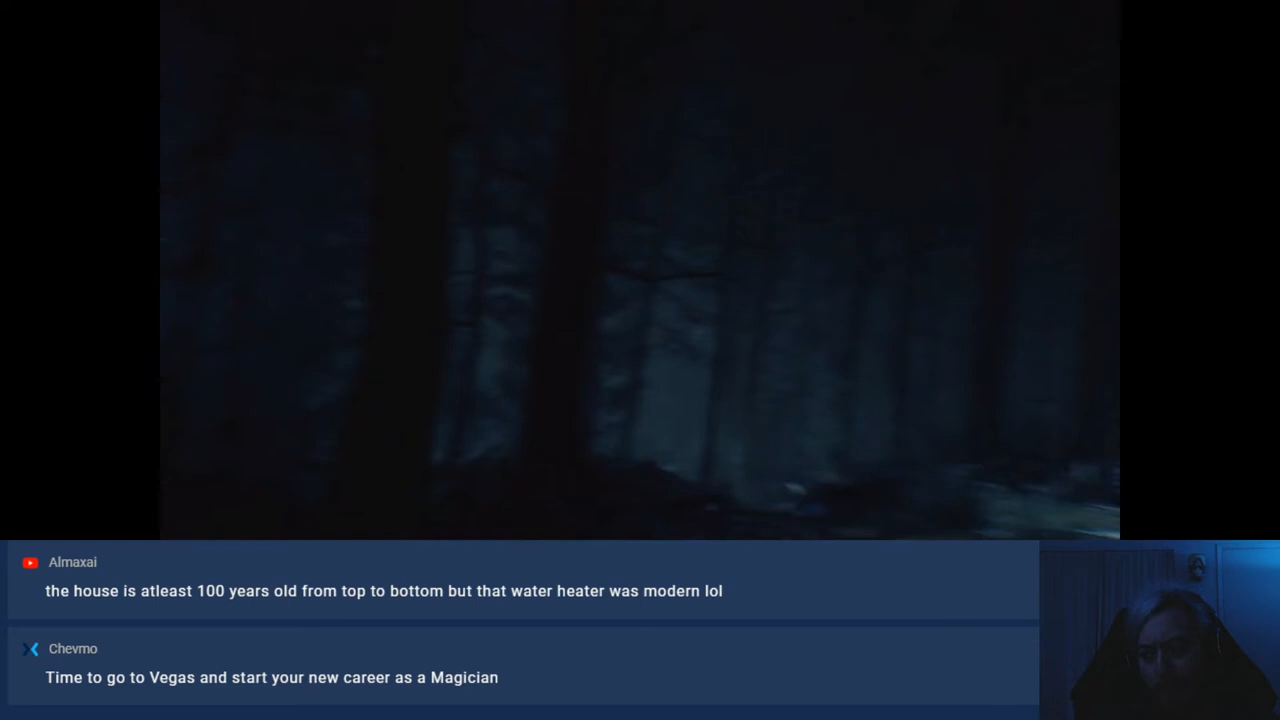 Almaxai
the house is atleast 100 years old from top to bottom but that water heater was modern lol
Chevmo
Time to go to Vegas and start your new career as a Magician